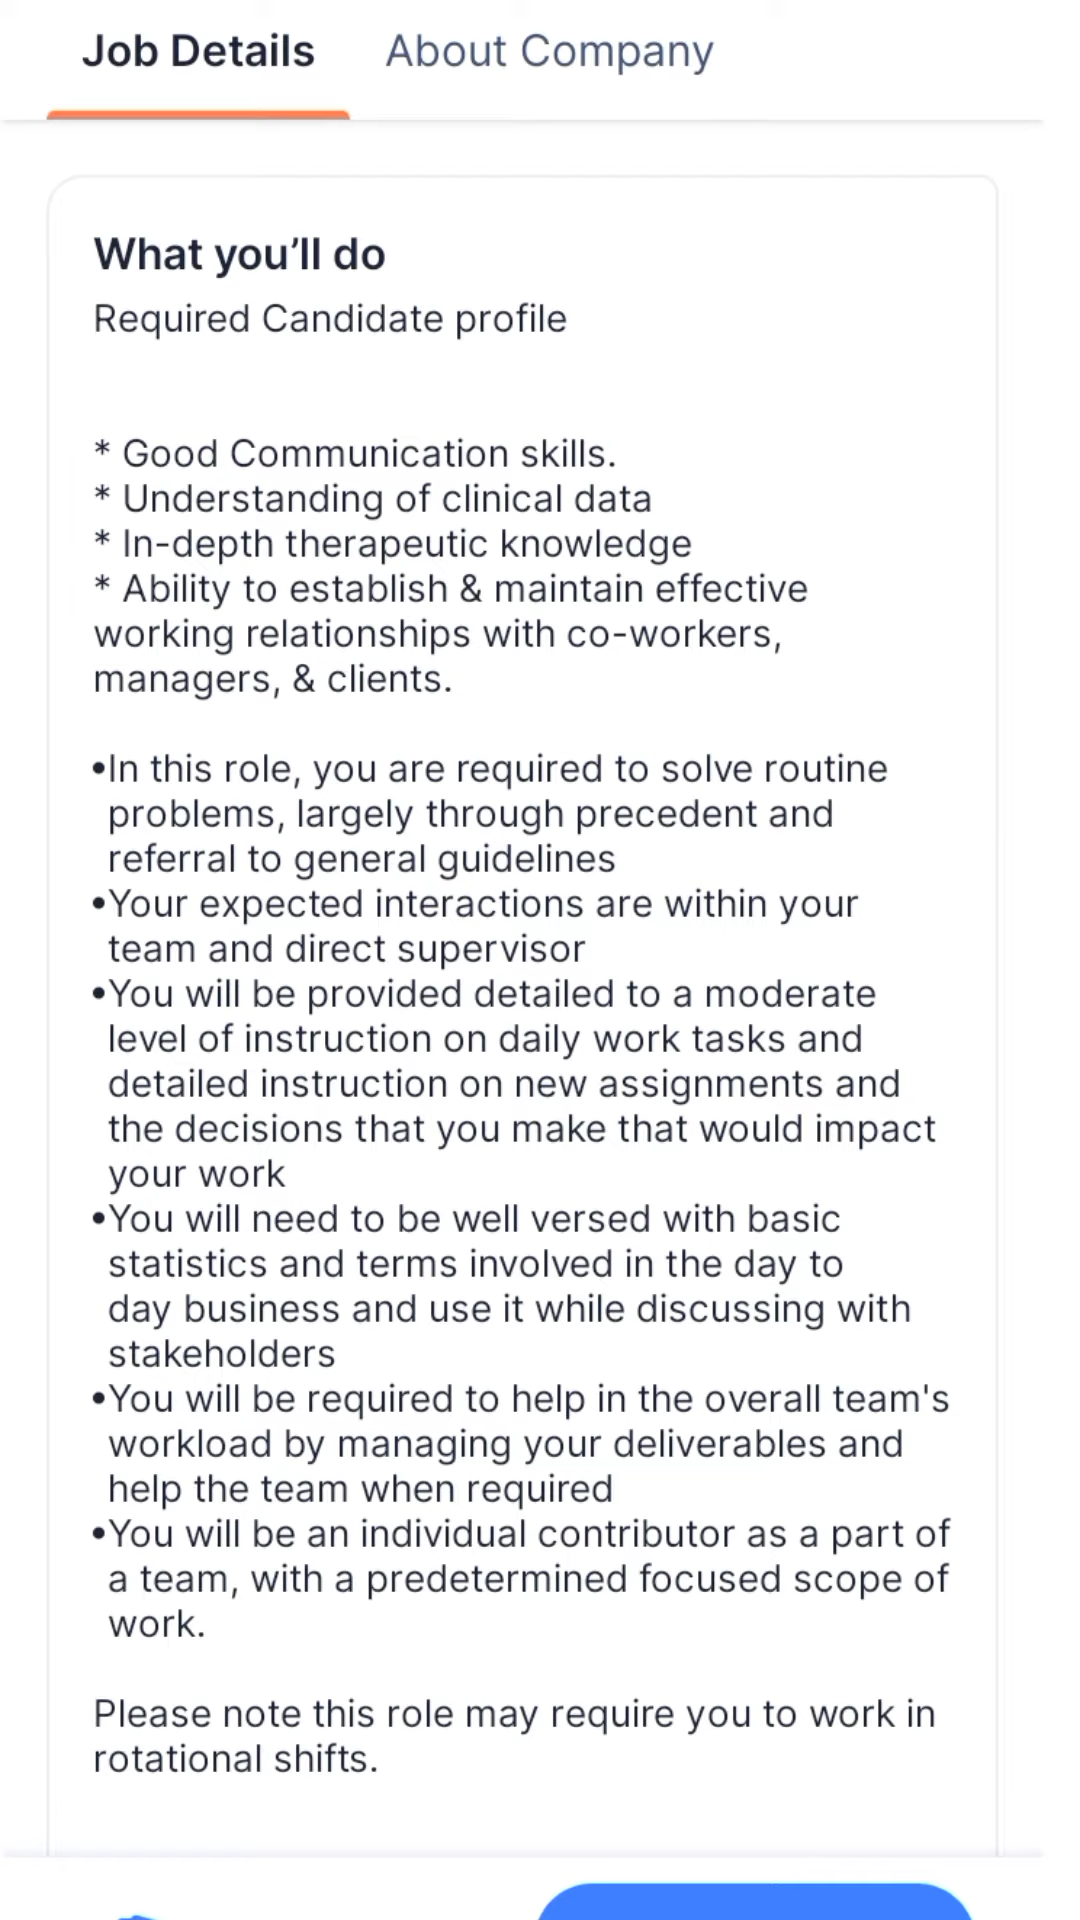 Job Details About Company
What you’ll do
Required Candidate profile
* Good Communication skills.
* Understanding of clinical data
* In-depth therapeutic knowledge
* Ability to establish & maintain effective
working relationships with co-workers,
managers, & clients.
•In this role, you are required to solve routine
problems, largely through precedent and
referral to general guidelines
•Your expected interactions are within your
team and direct supervisor
•You will be provided detailed to a moderate
level of instruction on daily work tasks and
detailed instruction on new assignments and
the decisions that you make that would impact
your work
•You will need to be well versed with basic
statistics and terms involved in the day to
day business and use it while discussing with
stakeholders
•You will be required to help in the overall team's
workload by managing your deliverables and
help the team when required
•You will be an individual contributor as a part of
a team, with a predetermined focused scope of
work.
Please note this role may require you to work in
rotational shifts.